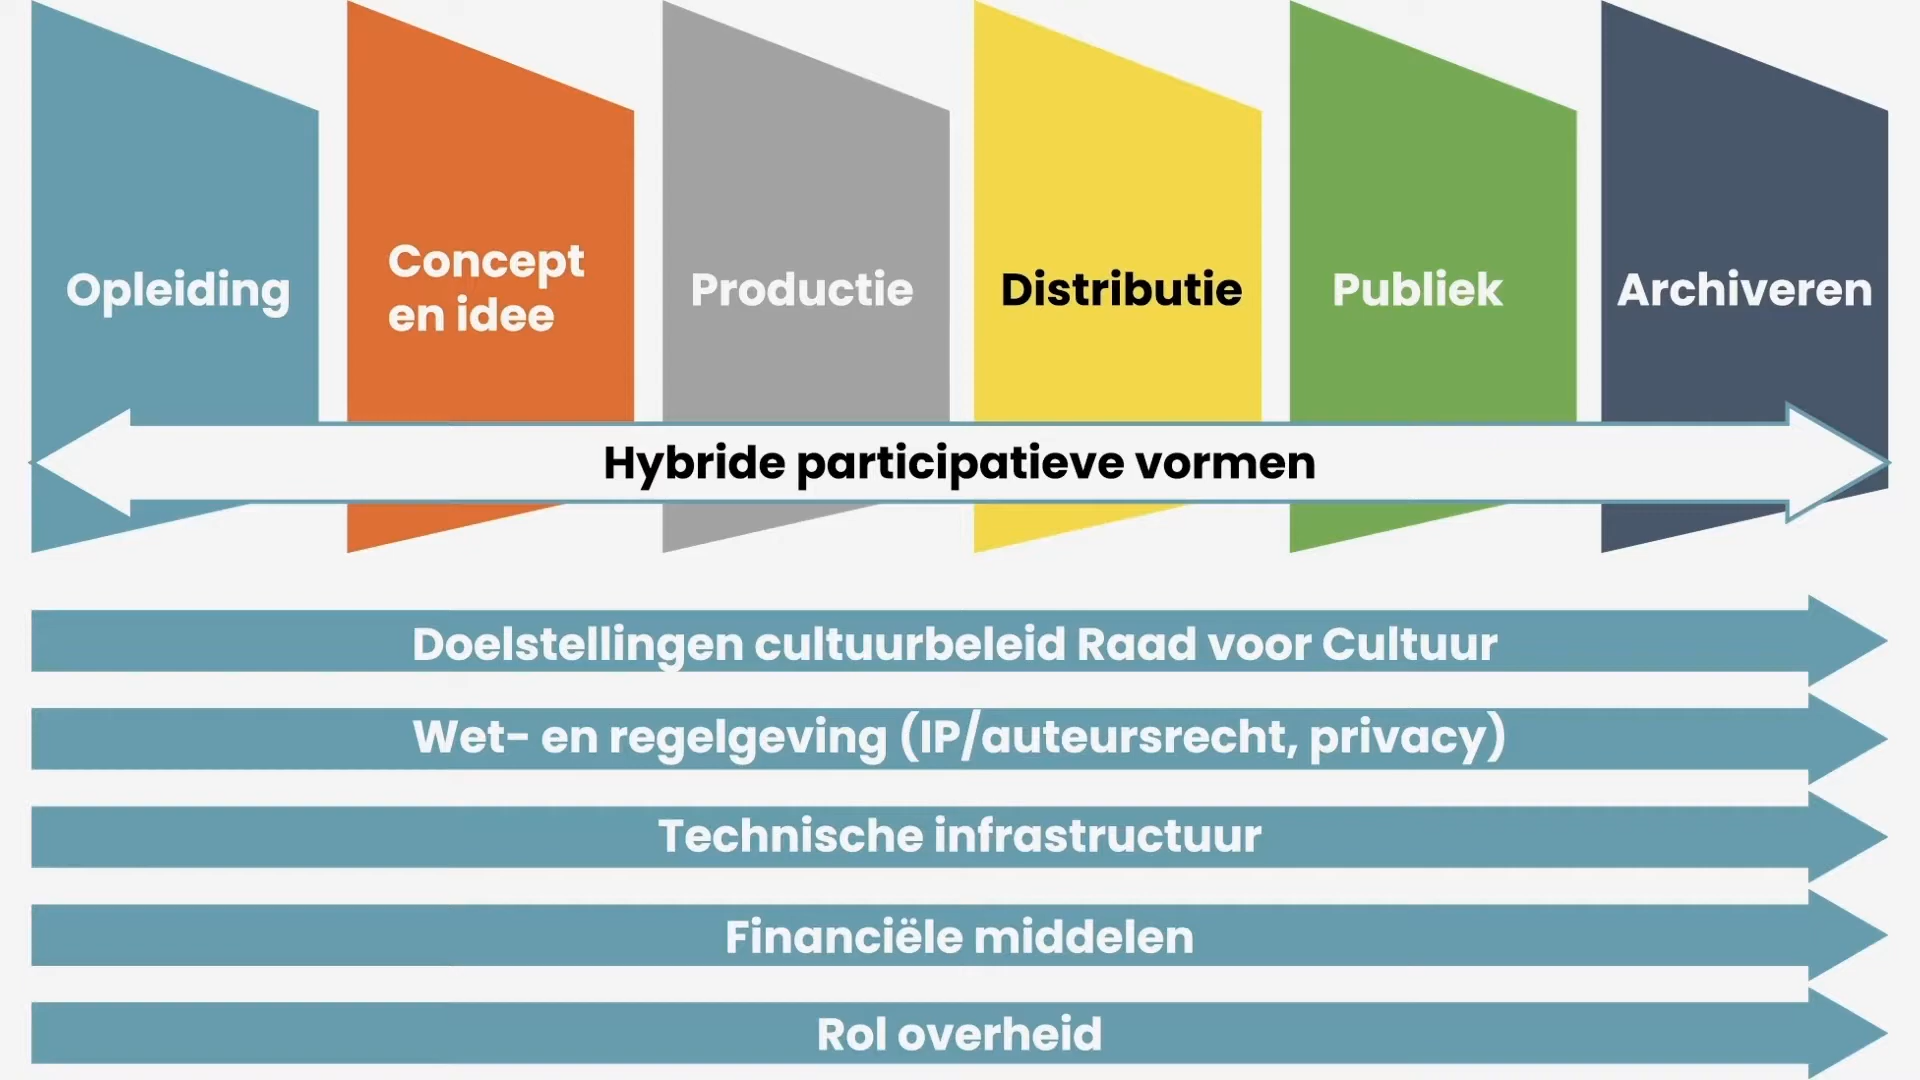 Opleiding
Concept
en idee
Productie
Distributie
Publiek
Archiveren
Hybride participatieve vormen
Doelstellingen cultuurbeleid Raad voor Cultuur
Wet- en regelgeving (IP/auteursrecht, privacy)
Technische infrastructuur
Financiële middelen
Rol overheid